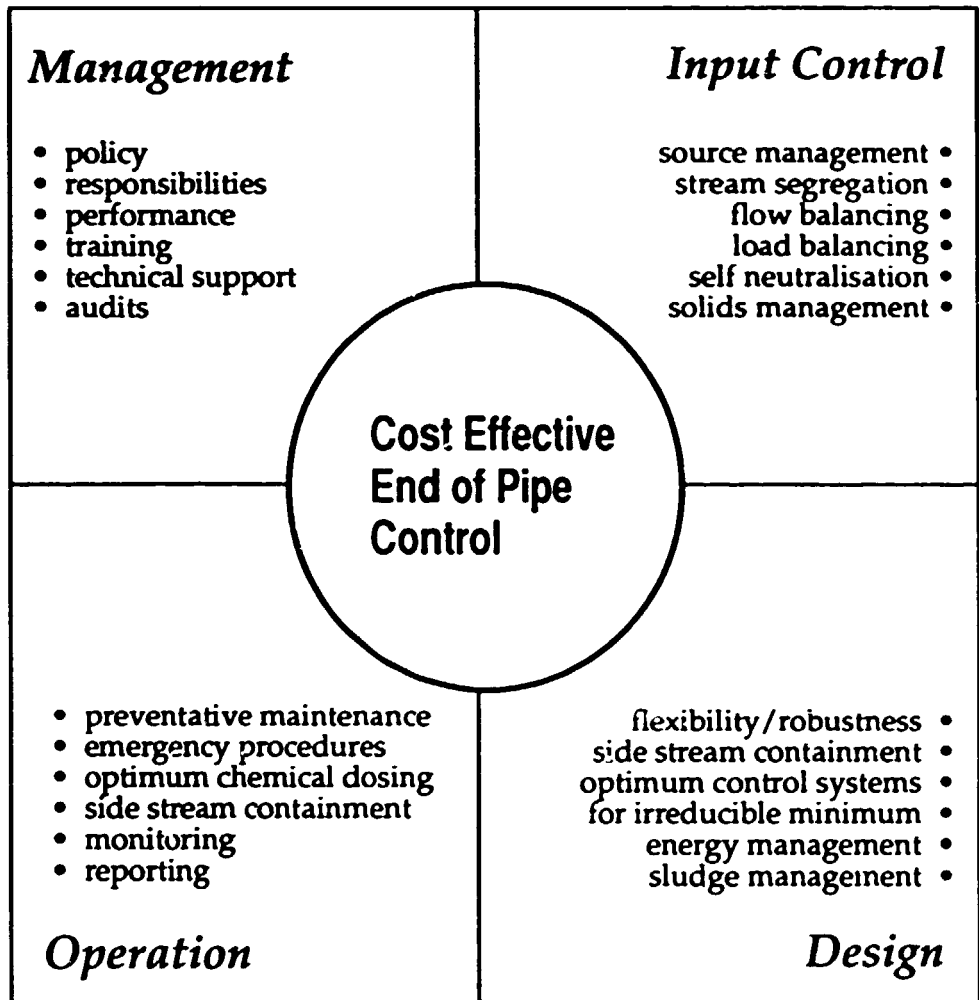 Management
• policy
• responsibilities
• performance
• training
• technical support
• audits
Input Control
source management •
stream segregation •
flow balancing •
load balancing •
self neutralisation •
solids management •
Cost Effective
End of Pipe
Control
• preventative maintenance
• emergency procedures
• optimum chemical dosing
• side stream containment
• monitoring
• reporting
Operation
flexibility/robustness •
side stream containment •
optimum control systems •
for irreducible minimum •
energy management •
sludge management •
Design